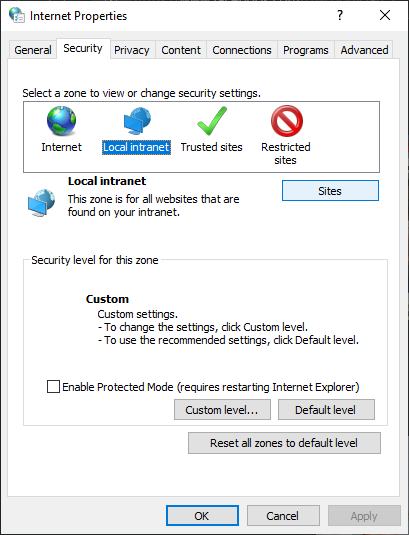 Internet Properties
? ×
General Security Privacy Content Connections Programs Advanced
Select a zone to view or change security settings.
Internet Local intranet Trusted sites Restricted
sites
Local intranet
This zone is for all websites that are
found on your intranet.
Sites
Security level for this zone
Custom
Custom settings.
- To change the settings, click Custom level.
- To use the recommended settings, click Default level.
Enable Protected Mode (requires restarting Internet Explorer)
Custom level... Default level
Reset all zones to default level
OK Cancel Apply